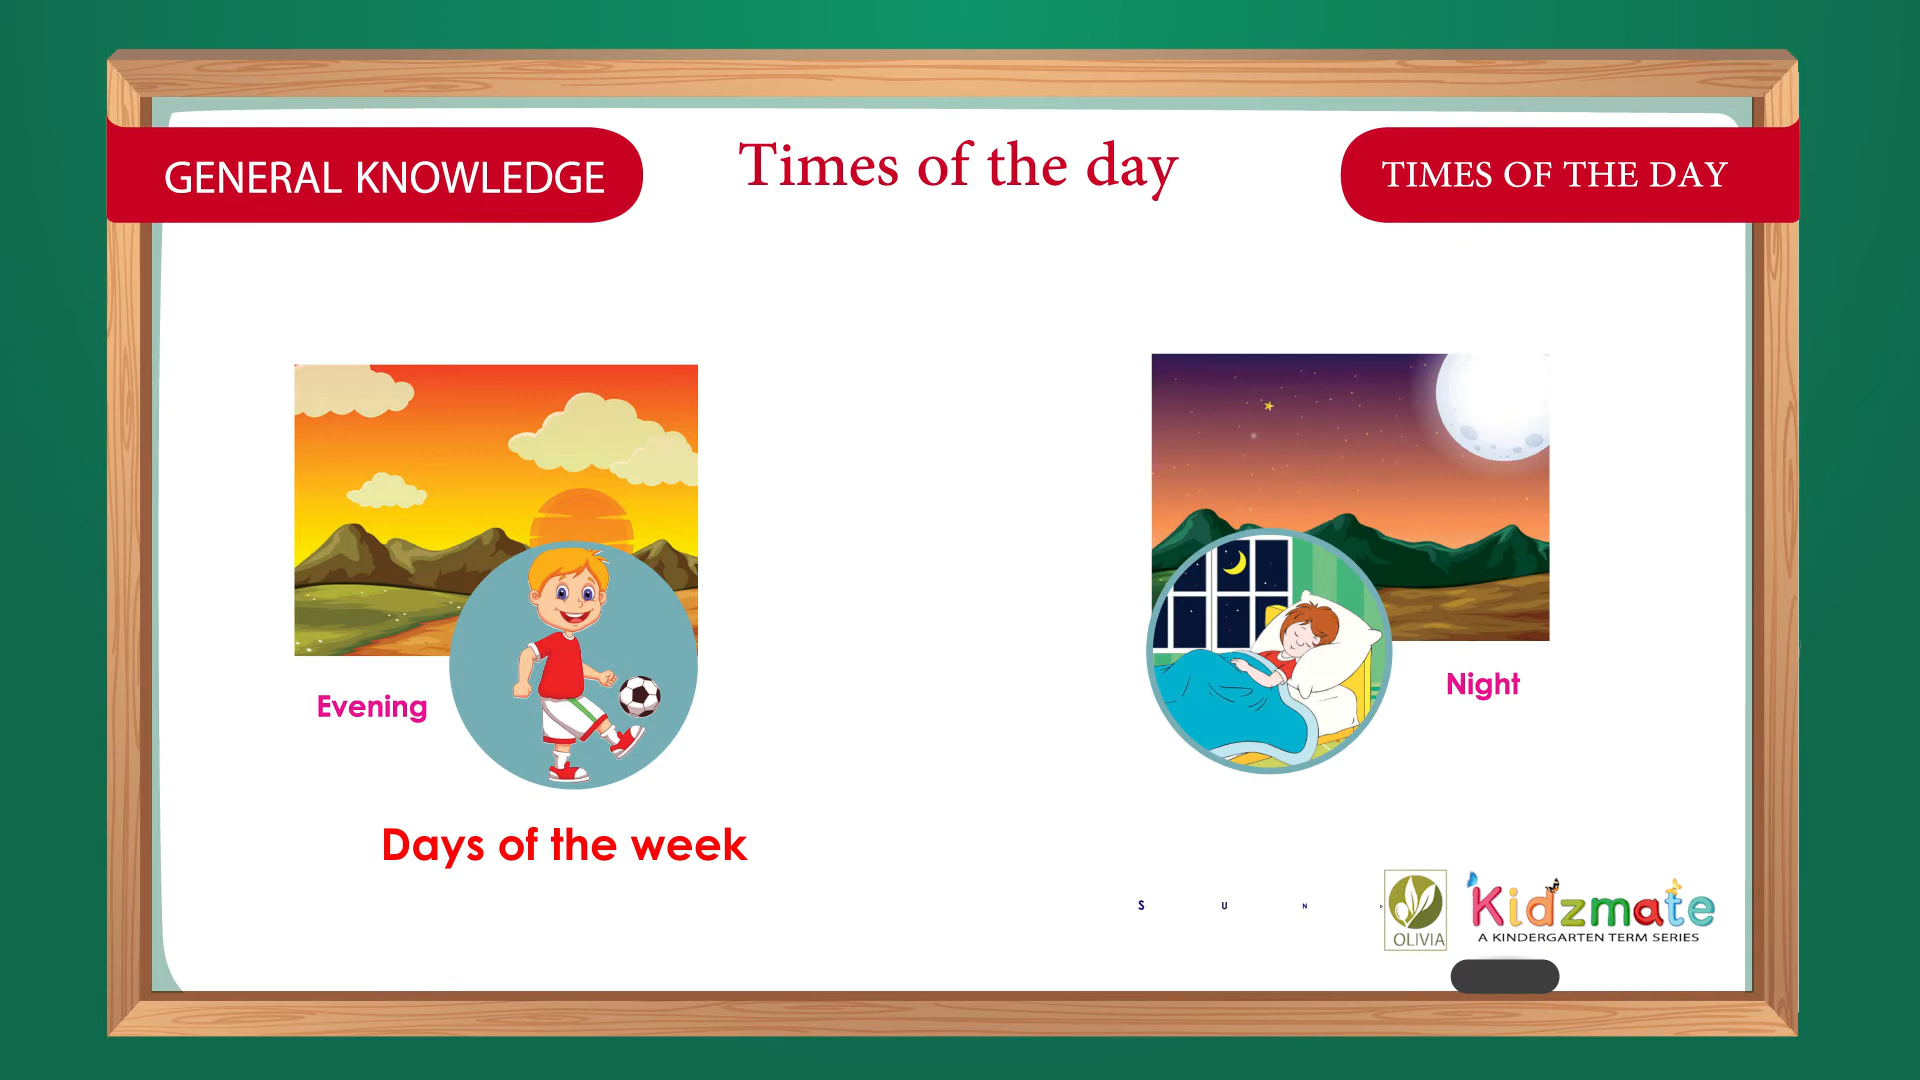 GENERAL KNOWLEDGE
Times of the day
TIMES OF THE DAY
Evening
Night
Days of the week
S U N D
OLIVIA
Kidzmate
A KINDERGARTEN TERM SERIES